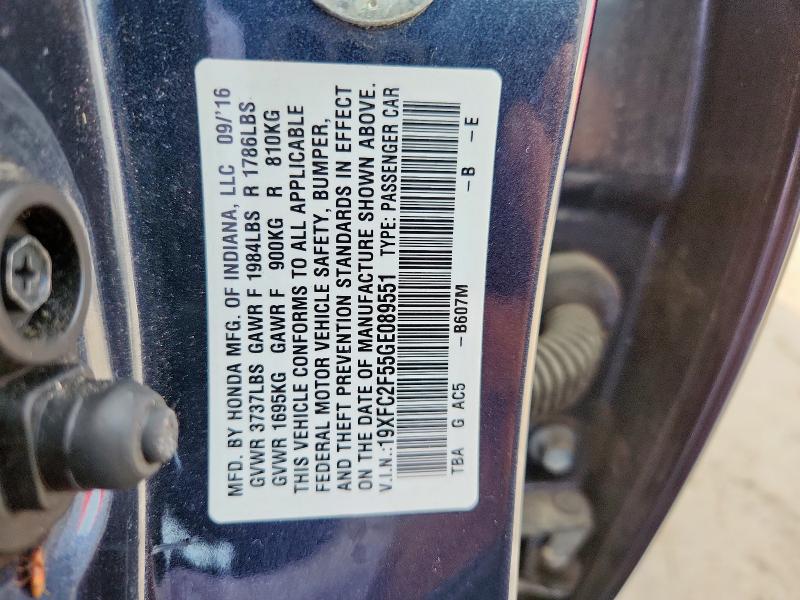 MFD. BY HONDA MFG. OF INDIANA, LLC 09/'16
GVWR 3737LBS GAWR F 1984LBS R 1786LBS
GVWR 1695KG GAWR F 900KG R 810KG
THIS VEHICLE CONFORMS TO ALL APPLICABLE
FEDERAL MOTOR VEHICLE SAFETY, BUMPER,
AND THEFT PREVENTION STANDARDS IN EFFECT
ON THE DATE OF MANUFACTURE SHOWN ABOVE.
V.I.N.:19XFC2F55GE089551 TYPE: PASSENGER CAR
TBA G AC5 -B607M -B -E